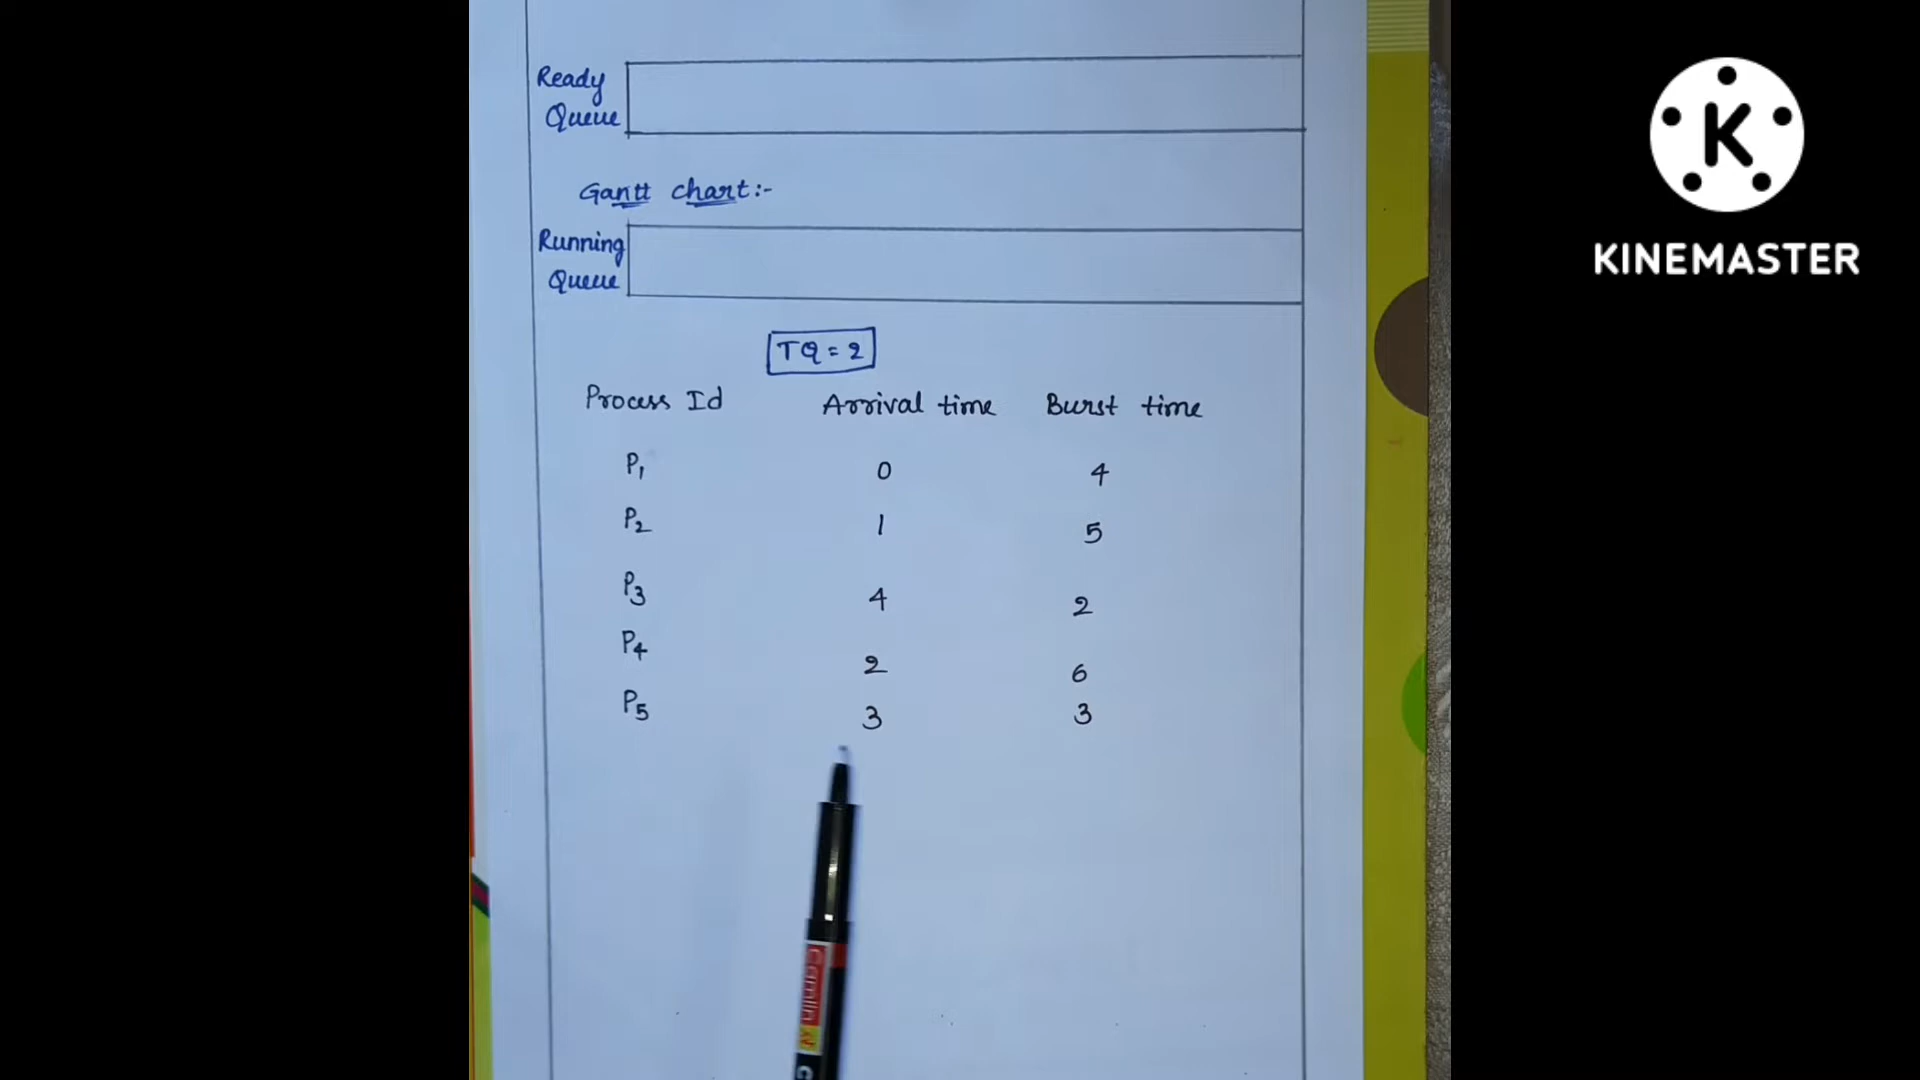 Ready
Queue
Gantt chart:-
Running
Queue
TQ = 2
Process Id Arrival time Burst time
P1 0 4
P2 1 5
P3 4 2
P4 2 6
P5 3 3
Camlin
K
KINEMASTER